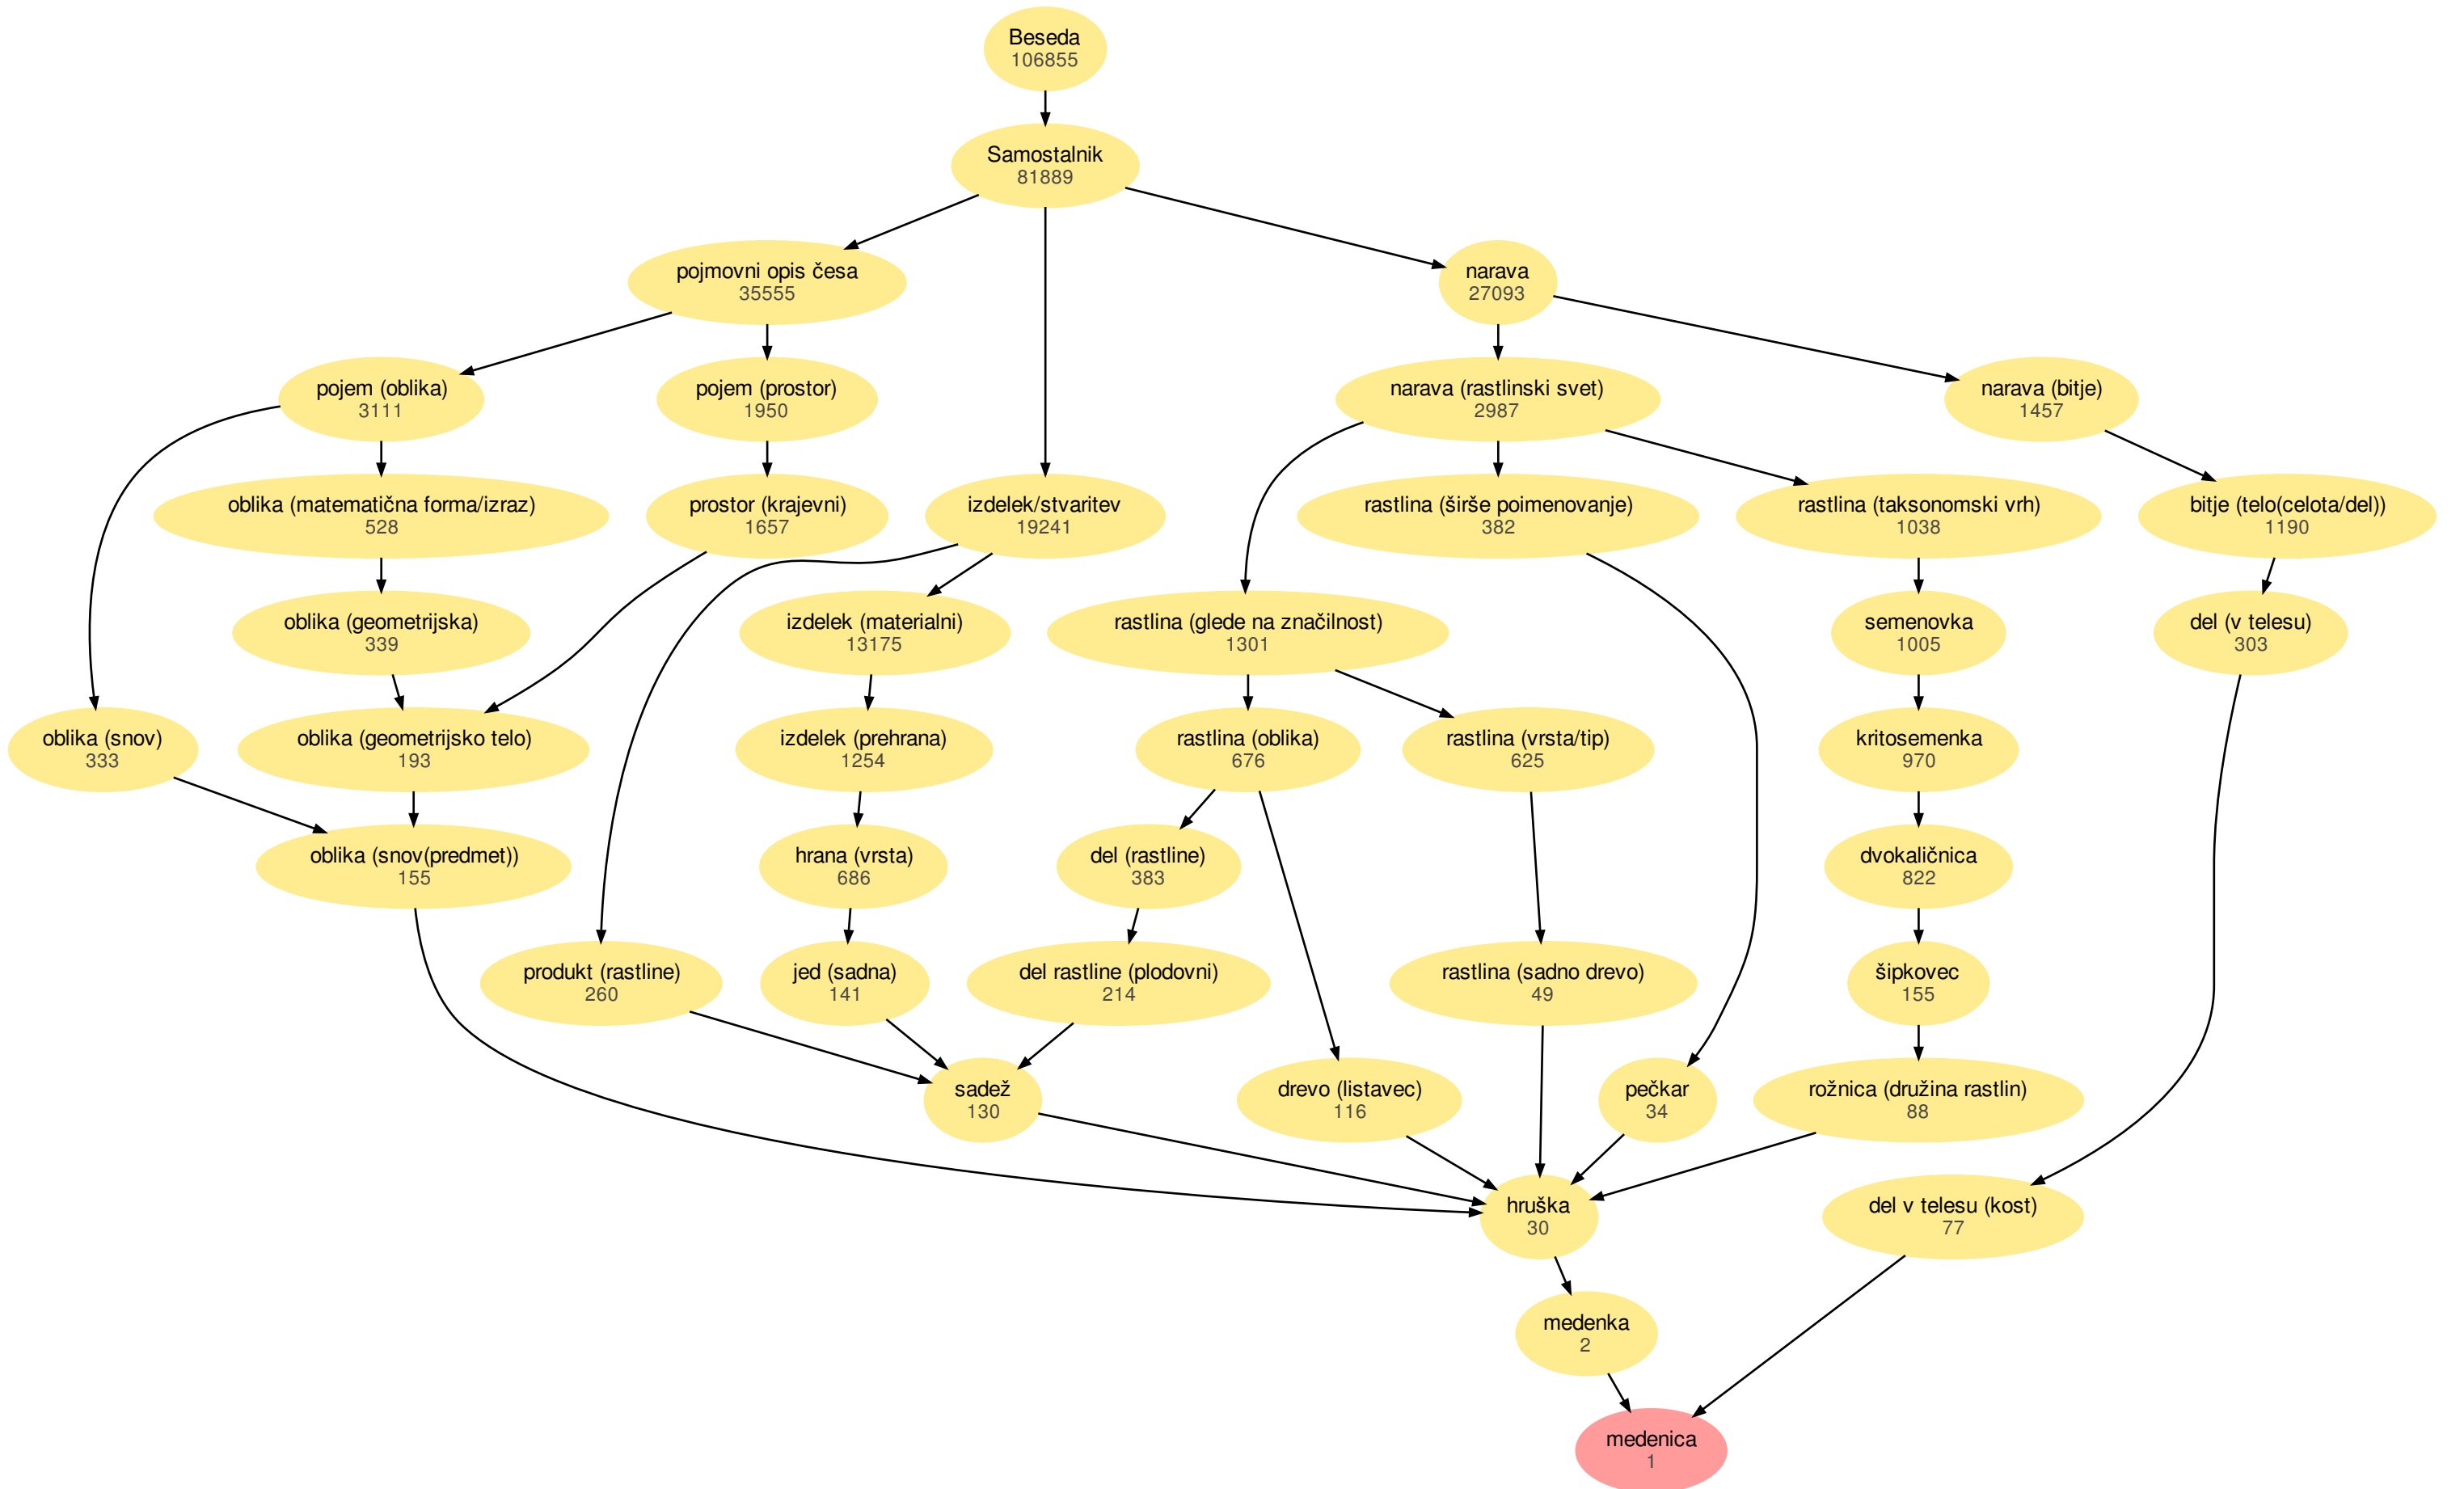 Beseda
106855
Samostalnik
81889
pojmovni opis česa
35555
narava
27093
pojem (oblika)
3111
pojem (prostor)
1950
narava (rastlinski svet)
2987
narava (bitje)
1457
oblika (matematična forma/izraz)
528
prostor (krajevni)
1657
izdelek/stvaritev
19241
rastlina (širše poimenovanje)
382
rastlina (taksonomski vrh)
1038
bitje (telo(celota/del))
1190
oblika (geometrijska)
339
izdelek (materialni)
13175
rastlina (glede na značilnost)
1301
semenovka
1005
del (v telesu)
303
oblika (snov)
333
oblika (geometrijsko telo)
193
izdelek (prehrana)
1254
rastlina (oblika)
676
rastlina (vrsta/tip)
625
kritosemenka
970
oblika (snov(predmet))
155
hrana (vrsta)
686
del (rastline)
383
dvokaličnica
822
produkt (rastline)
260
jed (sadna)
141
del rastline (plodovni)
214
rastlina (sadno drevo)
49
šipkovec
155
sadež
130
drevo (listavec)
116
pečkar
34
rožnica (družina rastlin)
88
hruška
30
del v telesu (kost)
77
medenka
2
medenica
1